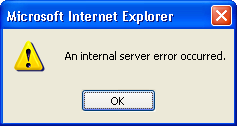 Microsoft Internet Explorer
An internal server error occurred.
OK